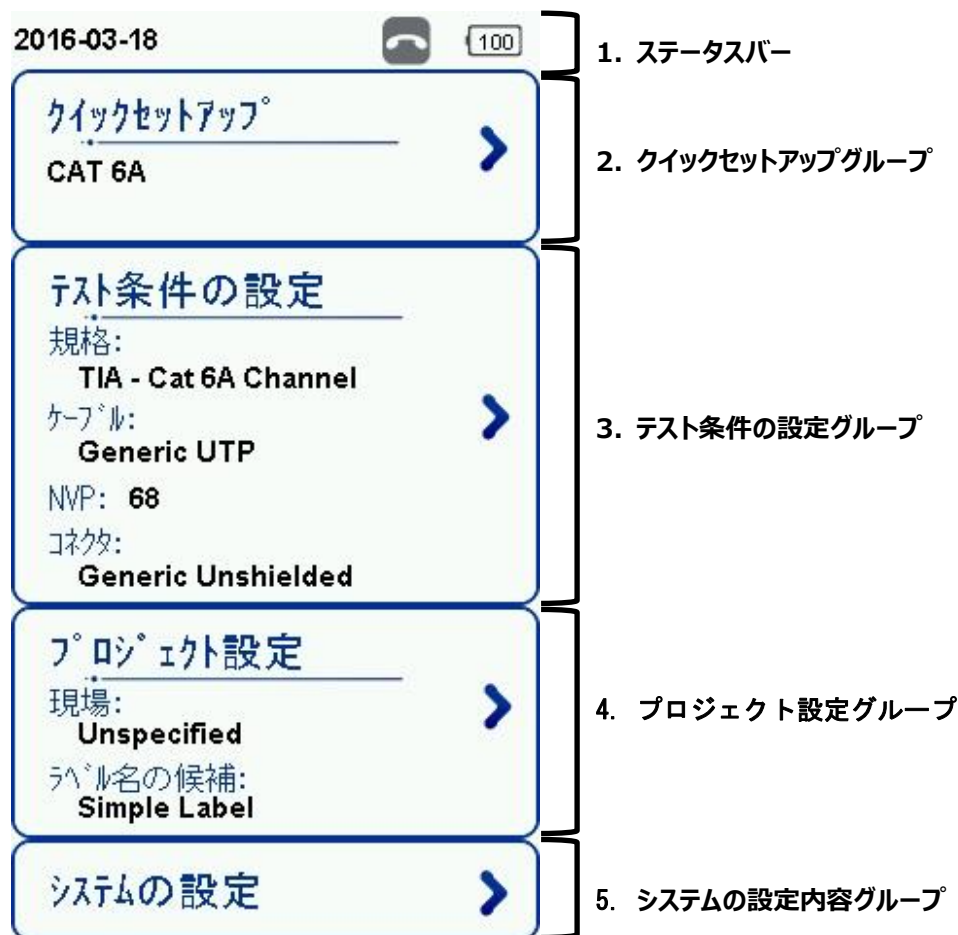 2016-03-18
100
1. ステータスバー
クイックセットアップ
CAT 6A
2. クイックセットアップグループ
テスト条件の設定
規格:
TIA - Cat 6A Channel
ケーブル:
Generic UTP
NVP: 68
コネクタ:
Generic Unshielded
3. テスト条件の設定グループ
プロジェクト設定
現場:
Unspecified
ラベル名の候補:
Simple Label
4. プロジェクト設定グループ
システムの設定
5. システムの設定内容グループ